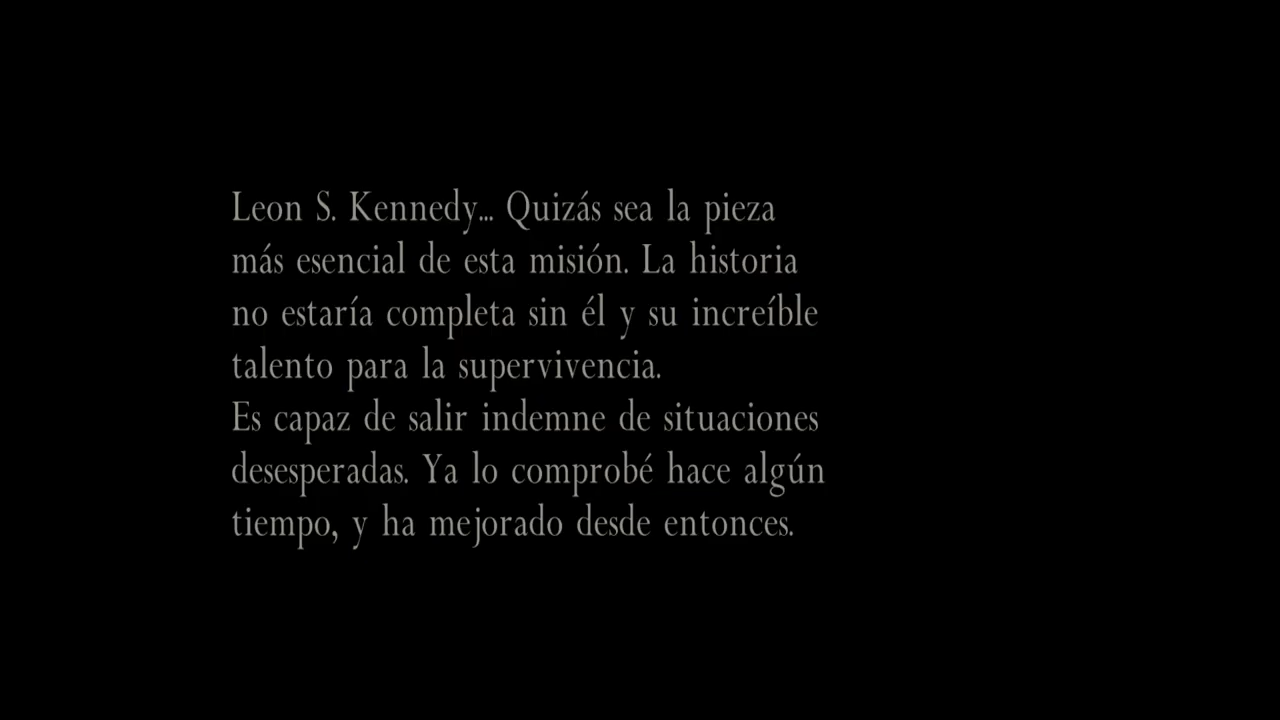 Leon S. Kennedy... Quizás sea la pieza
más esencial de esta misión. La historia
no estaría completa sin él y su increíble
talento para la supervivencia.
Es capaz de salir indemne de situaciones
desesperadas. Ya lo comprobé hace algún
tiempo, y ha mejorado desde entonces.